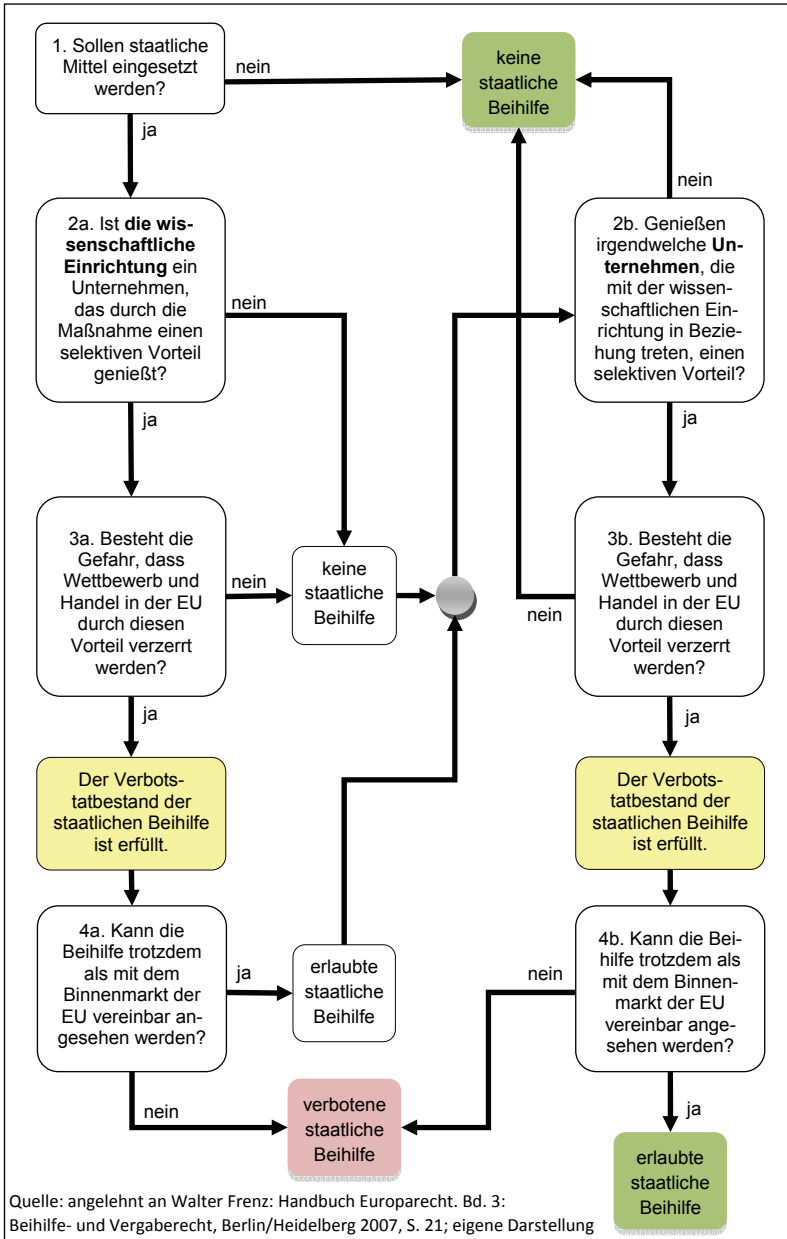 1. Sollen staatliche
Mittel eingesetzt
werden?
nein
keine
staatliche
Beihilfe
ja
nein
2a. Ist die wis-
senschaftliche
Einrichtung ein
Unternehmen,
das durch die
Maßnahme einen
selektiven Vorteil
genießt?
nein
2b. Genießen
irgendwelche Un-
ternehmen, die
mit der wissen-
schaftlichen Ein-
richtung in Bezie-
hung treten, einen
selektiven Vorteil?
ja
ja
3a. Besteht die
Gefahr, dass
Wettbewerb und
Handel in der EU
durch diesen
Vorteil verzerrt
werden?
nein
keine
staatliche
Beihilfe
nein
3b. Besteht die
Gefahr, dass
Wettbewerb und
Handel in der EU
durch diesen
Vorteil verzerrt
werden?
ja
ja
Der Verbots-
tatbestand der
staatlichen Beihilfe
ist erfüllt.
Der Verbots-
tatbestand der
staatlichen Beihilfe
ist erfüllt.
4a. Kann die
Beihilfe trotzdem
als mit dem
Binnenmarkt der
EU vereinbar an-
gesehen werden?
ja
erlaubte
staatliche
Beihilfe
nein
4b. Kann die Bei-
hilfe trotzdem als
mit dem Binnen-
markt der EU
vereinbar ange-
sehen werden?
nein
verbotene
staatliche
Beihilfe
ja
erlaubte
staatliche
Beihilfe
Quelle: angelehnt an Walter Frenz: Handbuch Europarecht. Bd. 3:
Beihilfe- und Vergaberecht, Berlin/Heidelberg 2007, S. 21; eigene Darstellung